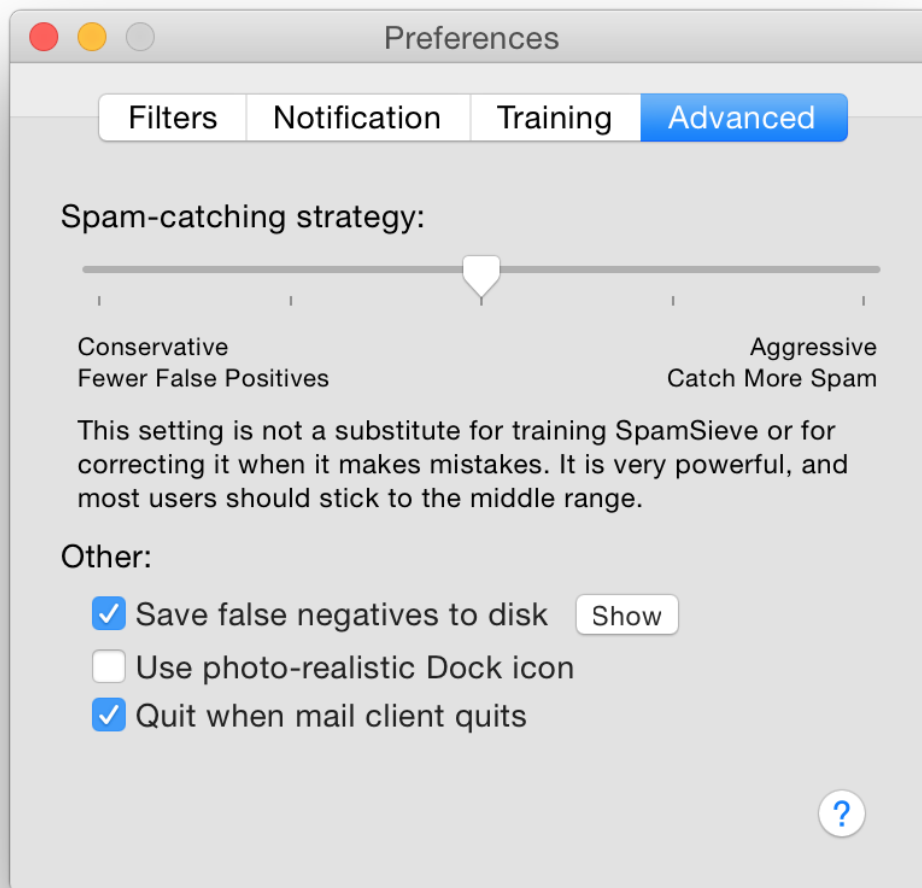 Preferences
Filters Notification Training Advanced
Spam-catching strategy:
Conservative Aggressive
Fewer False Positives Catch More Spam
This setting is not a substitute for training SpamSieve or for
correcting it when it makes mistakes. It is very powerful, and
most users should stick to the middle range.
Other:
Save false negatives to disk Show
Use photo-realistic Dock icon
Quit when mail client quits
?